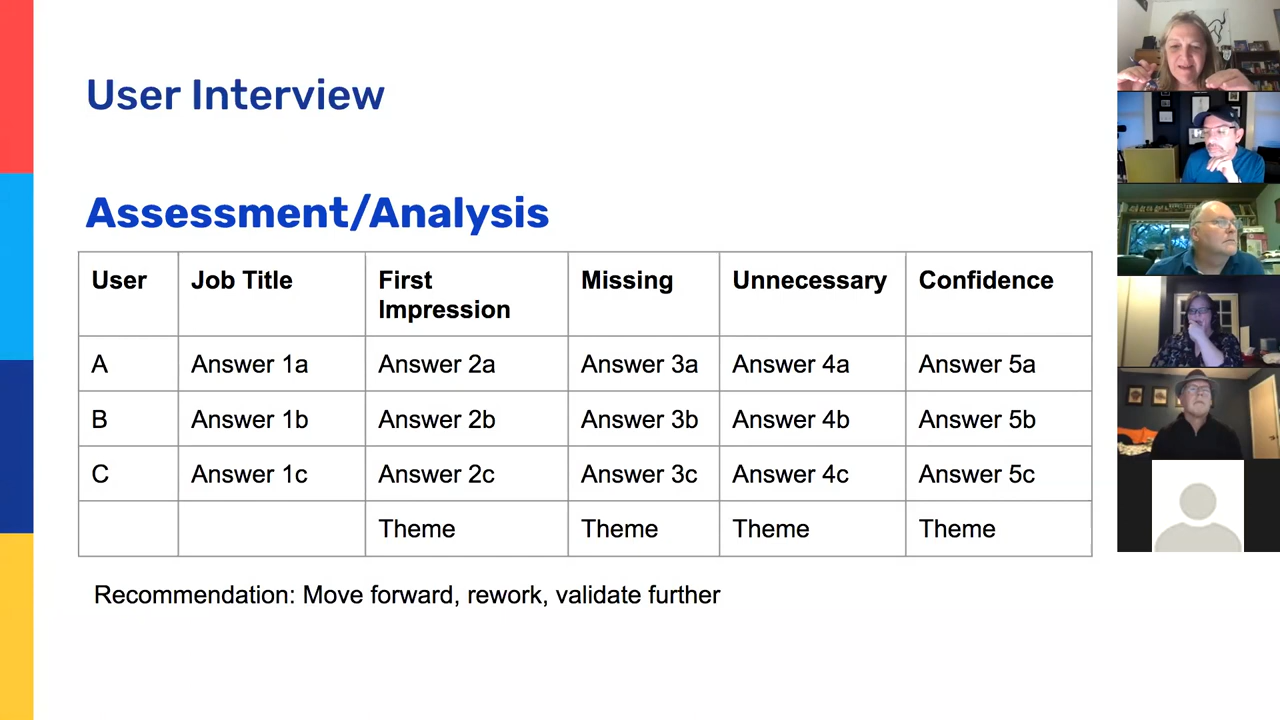 User Interview
Assessment/Analysis
User Job Title First Impression Missing Unnecessary Confidence
A Answer 1a Answer 2a Answer 3a Answer 4a Answer 5a
B Answer 1b Answer 2b Answer 3b Answer 4b Answer 5b
C Answer 1c Answer 2c Answer 3c Answer 4c Answer 5c
Theme Theme Theme Theme
Recommendation: Move forward, rework, validate further